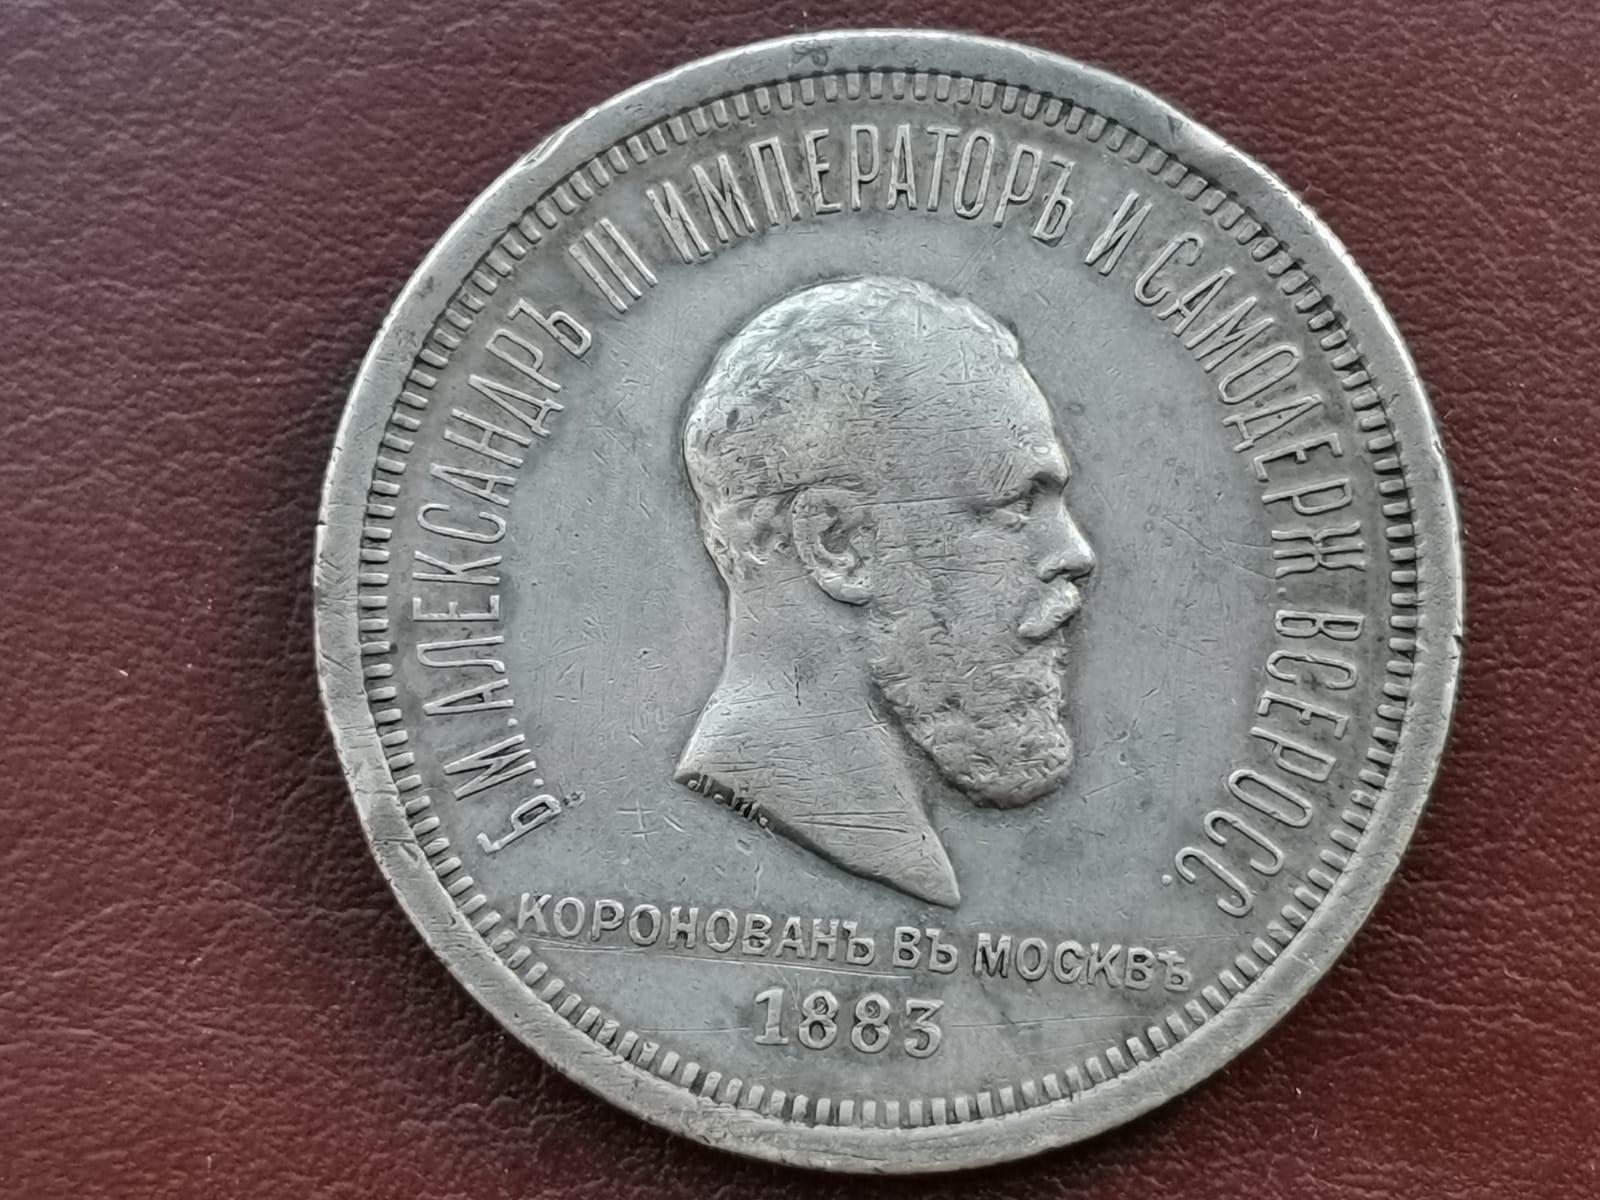 Б.М.АЛЕКСАНДРЪ III ИМПЕРАТОРЪ И САМОДЕРЖ. ВСЕРОСС.
КОРОНОВАНЪ ВЪ МОСКВѢ
1883